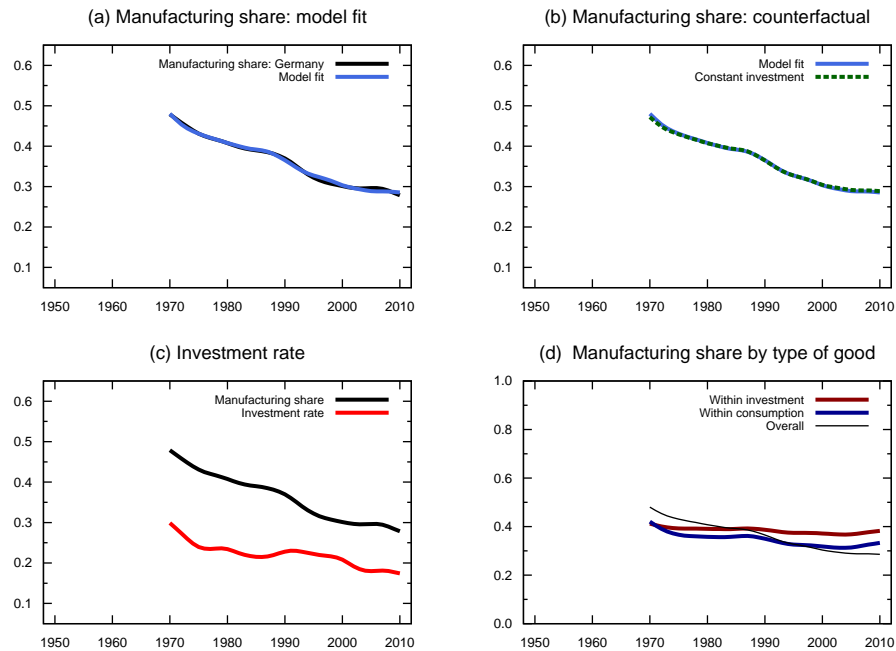 (a) Manufacturing share: model fit
0.6
0.5
0.4
0.3
0.2
0.1
Manufacturing share: Germany
Model fit
1950 1960 1970 1980 1990 2000 2010
(b) Manufacturing share: counterfactual
0.6
0.5
0.4
0.3
0.2
0.1
Model fit
Constant investment
1950 1960 1970 1980 1990 2000 2010
(c) Investment rate
0.6
0.5
0.4
0.3
0.2
0.1
Manufacturing share
Investment rate
1950 1960 1970 1980 1990 2000 2010
(d) Manufacturing share by type of good
1.0
0.8
0.6
0.4
0.2
0.0
Within investment
Within consumption
Overall
1950 1960 1970 1980 1990 2000 2010